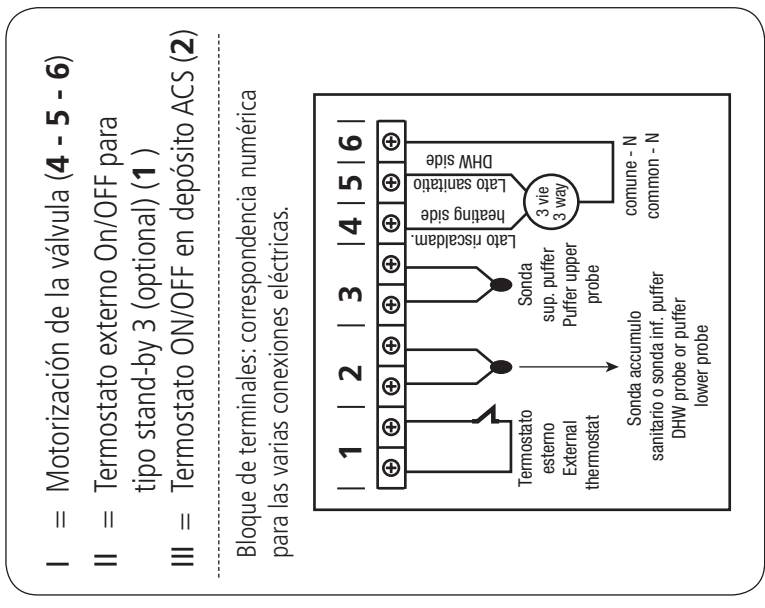 I = Motorización de la válvula (4 - 5 - 6)
II = Termostato externo On/OFF para
tipo stand-by 3 (optional) (1 )
III = Termostato ON/OFF en depósito ACS (2)
Bloque de terminales: correspondencia numérica
para las varias conexiones eléctricas.
1 2 3 4 5 6
Lato riscaldam.
heating side
Lato sanitatio
DHW side
3 vie
3 way
comune - N
common - N
Sonda
sup. puffer
Puffer upper
probe
Termostato
esterno
External
thermostat
Sonda accumulo
sanitario o sonda inf. puffer
DHW probe or puffer
lower probe